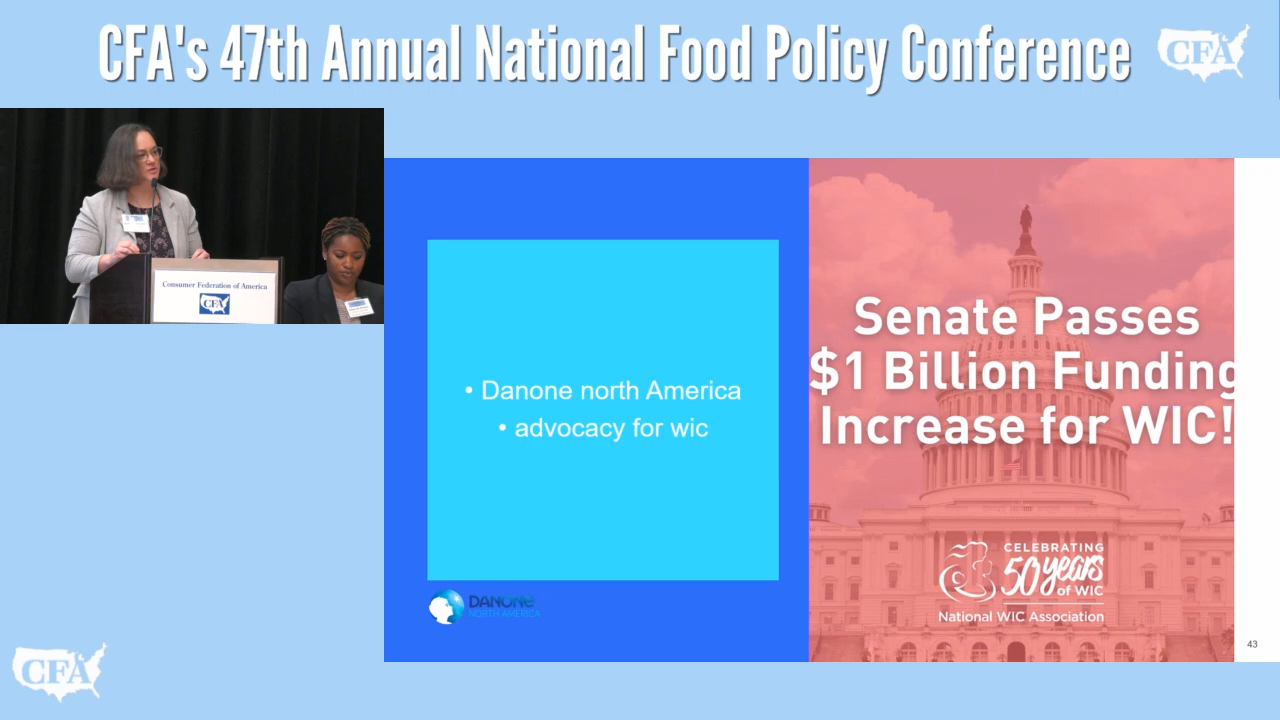 CFA's 47th Annual National Food Policy Conference
CFA
Consumer Federation of America
CFA
• Danone north America
• advocacy for wic
DANONE
NORTH AMERICA
Senate Passes
$1 Billion Funding
Increase for WIC!
CELEBRATING
50 years
of WIC
National WIC Association
43
CFA